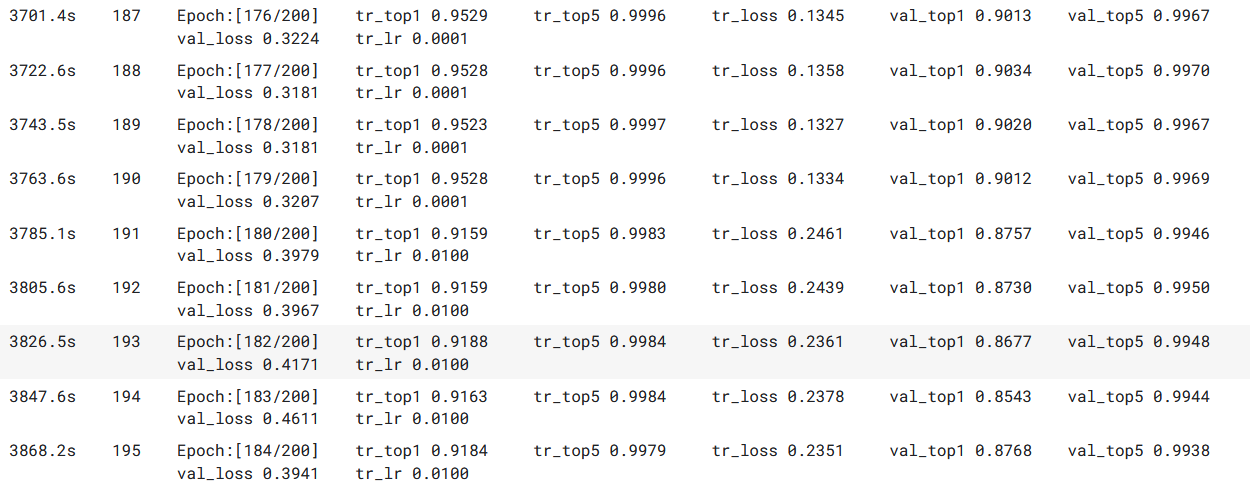 3701.4s 187 Epoch:[176/200] tr_top1 0.9529 tr_top5 0.9996 tr_loss 0.1345 val_top1 0.9013 val_top5 0.9967
val_loss 0.3224 tr_lr 0.0001
3722.6s 188 Epoch:[177/200] tr_top1 0.9528 tr_top5 0.9996 tr_loss 0.1358 val_top1 0.9034 val_top5 0.9970
val_loss 0.3181 tr_lr 0.0001
3743.5s 189 Epoch:[178/200] tr_top1 0.9523 tr_top5 0.9997 tr_loss 0.1327 val_top1 0.9020 val_top5 0.9967
val_loss 0.3181 tr_lr 0.0001
3763.6s 190 Epoch:[179/200] tr_top1 0.9528 tr_top5 0.9996 tr_loss 0.1334 val_top1 0.9012 val_top5 0.9969
val_loss 0.3207 tr_lr 0.0001
3785.1s 191 Epoch:[180/200] tr_top1 0.9159 tr_top5 0.9983 tr_loss 0.2461 val_top1 0.8757 val_top5 0.9946
val_loss 0.3979 tr_lr 0.0100
3805.6s 192 Epoch:[181/200] tr_top1 0.9159 tr_top5 0.9980 tr_loss 0.2439 val_top1 0.8730 val_top5 0.9950
val_loss 0.3967 tr_lr 0.0100
3826.5s 193 Epoch:[182/200] tr_top1 0.9188 tr_top5 0.9984 tr_loss 0.2361 val_top1 0.8677 val_top5 0.9948
val_loss 0.4171 tr_lr 0.0100
3847.6s 194 Epoch:[183/200] tr_top1 0.9163 tr_top5 0.9984 tr_loss 0.2378 val_top1 0.8543 val_top5 0.9944
val_loss 0.4611 tr_lr 0.0100
3868.2s 195 Epoch:[184/200] tr_top1 0.9184 tr_top5 0.9979 tr_loss 0.2351 val_top1 0.8768 val_top5 0.9938
val_loss 0.3941 tr_lr 0.0100